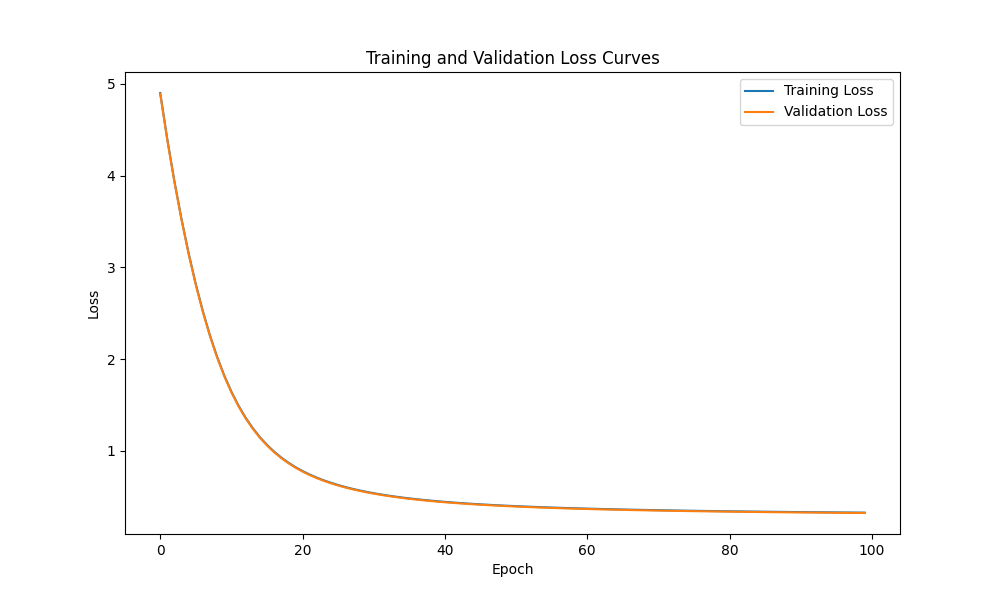 Training and Validation Loss Curves
Training Loss
Validation Loss
5
4
3
2
1
Loss
0 20 40 60 80 100
Epoch